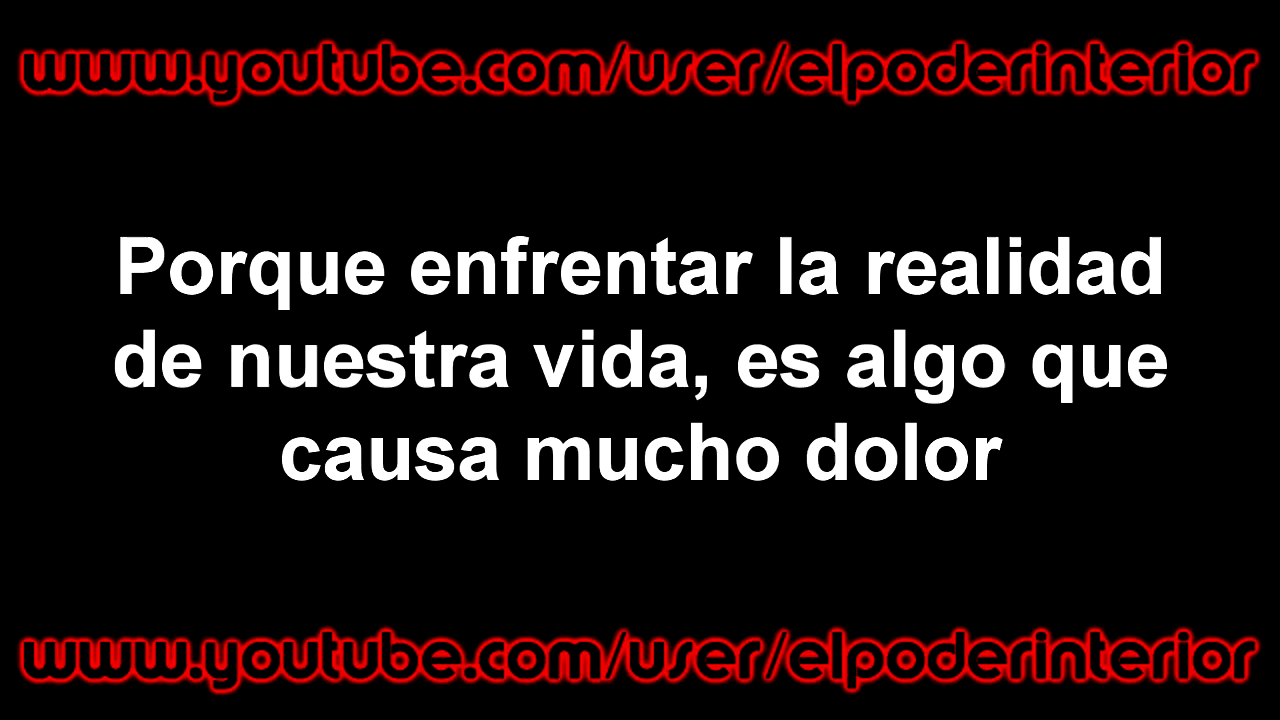 www.youtube.com/user/elpoderinterior
Porque enfrentar la realidad
de nuestra vida, es algo que
causa mucho dolor
www.youtube.com/user/elpoderinterior